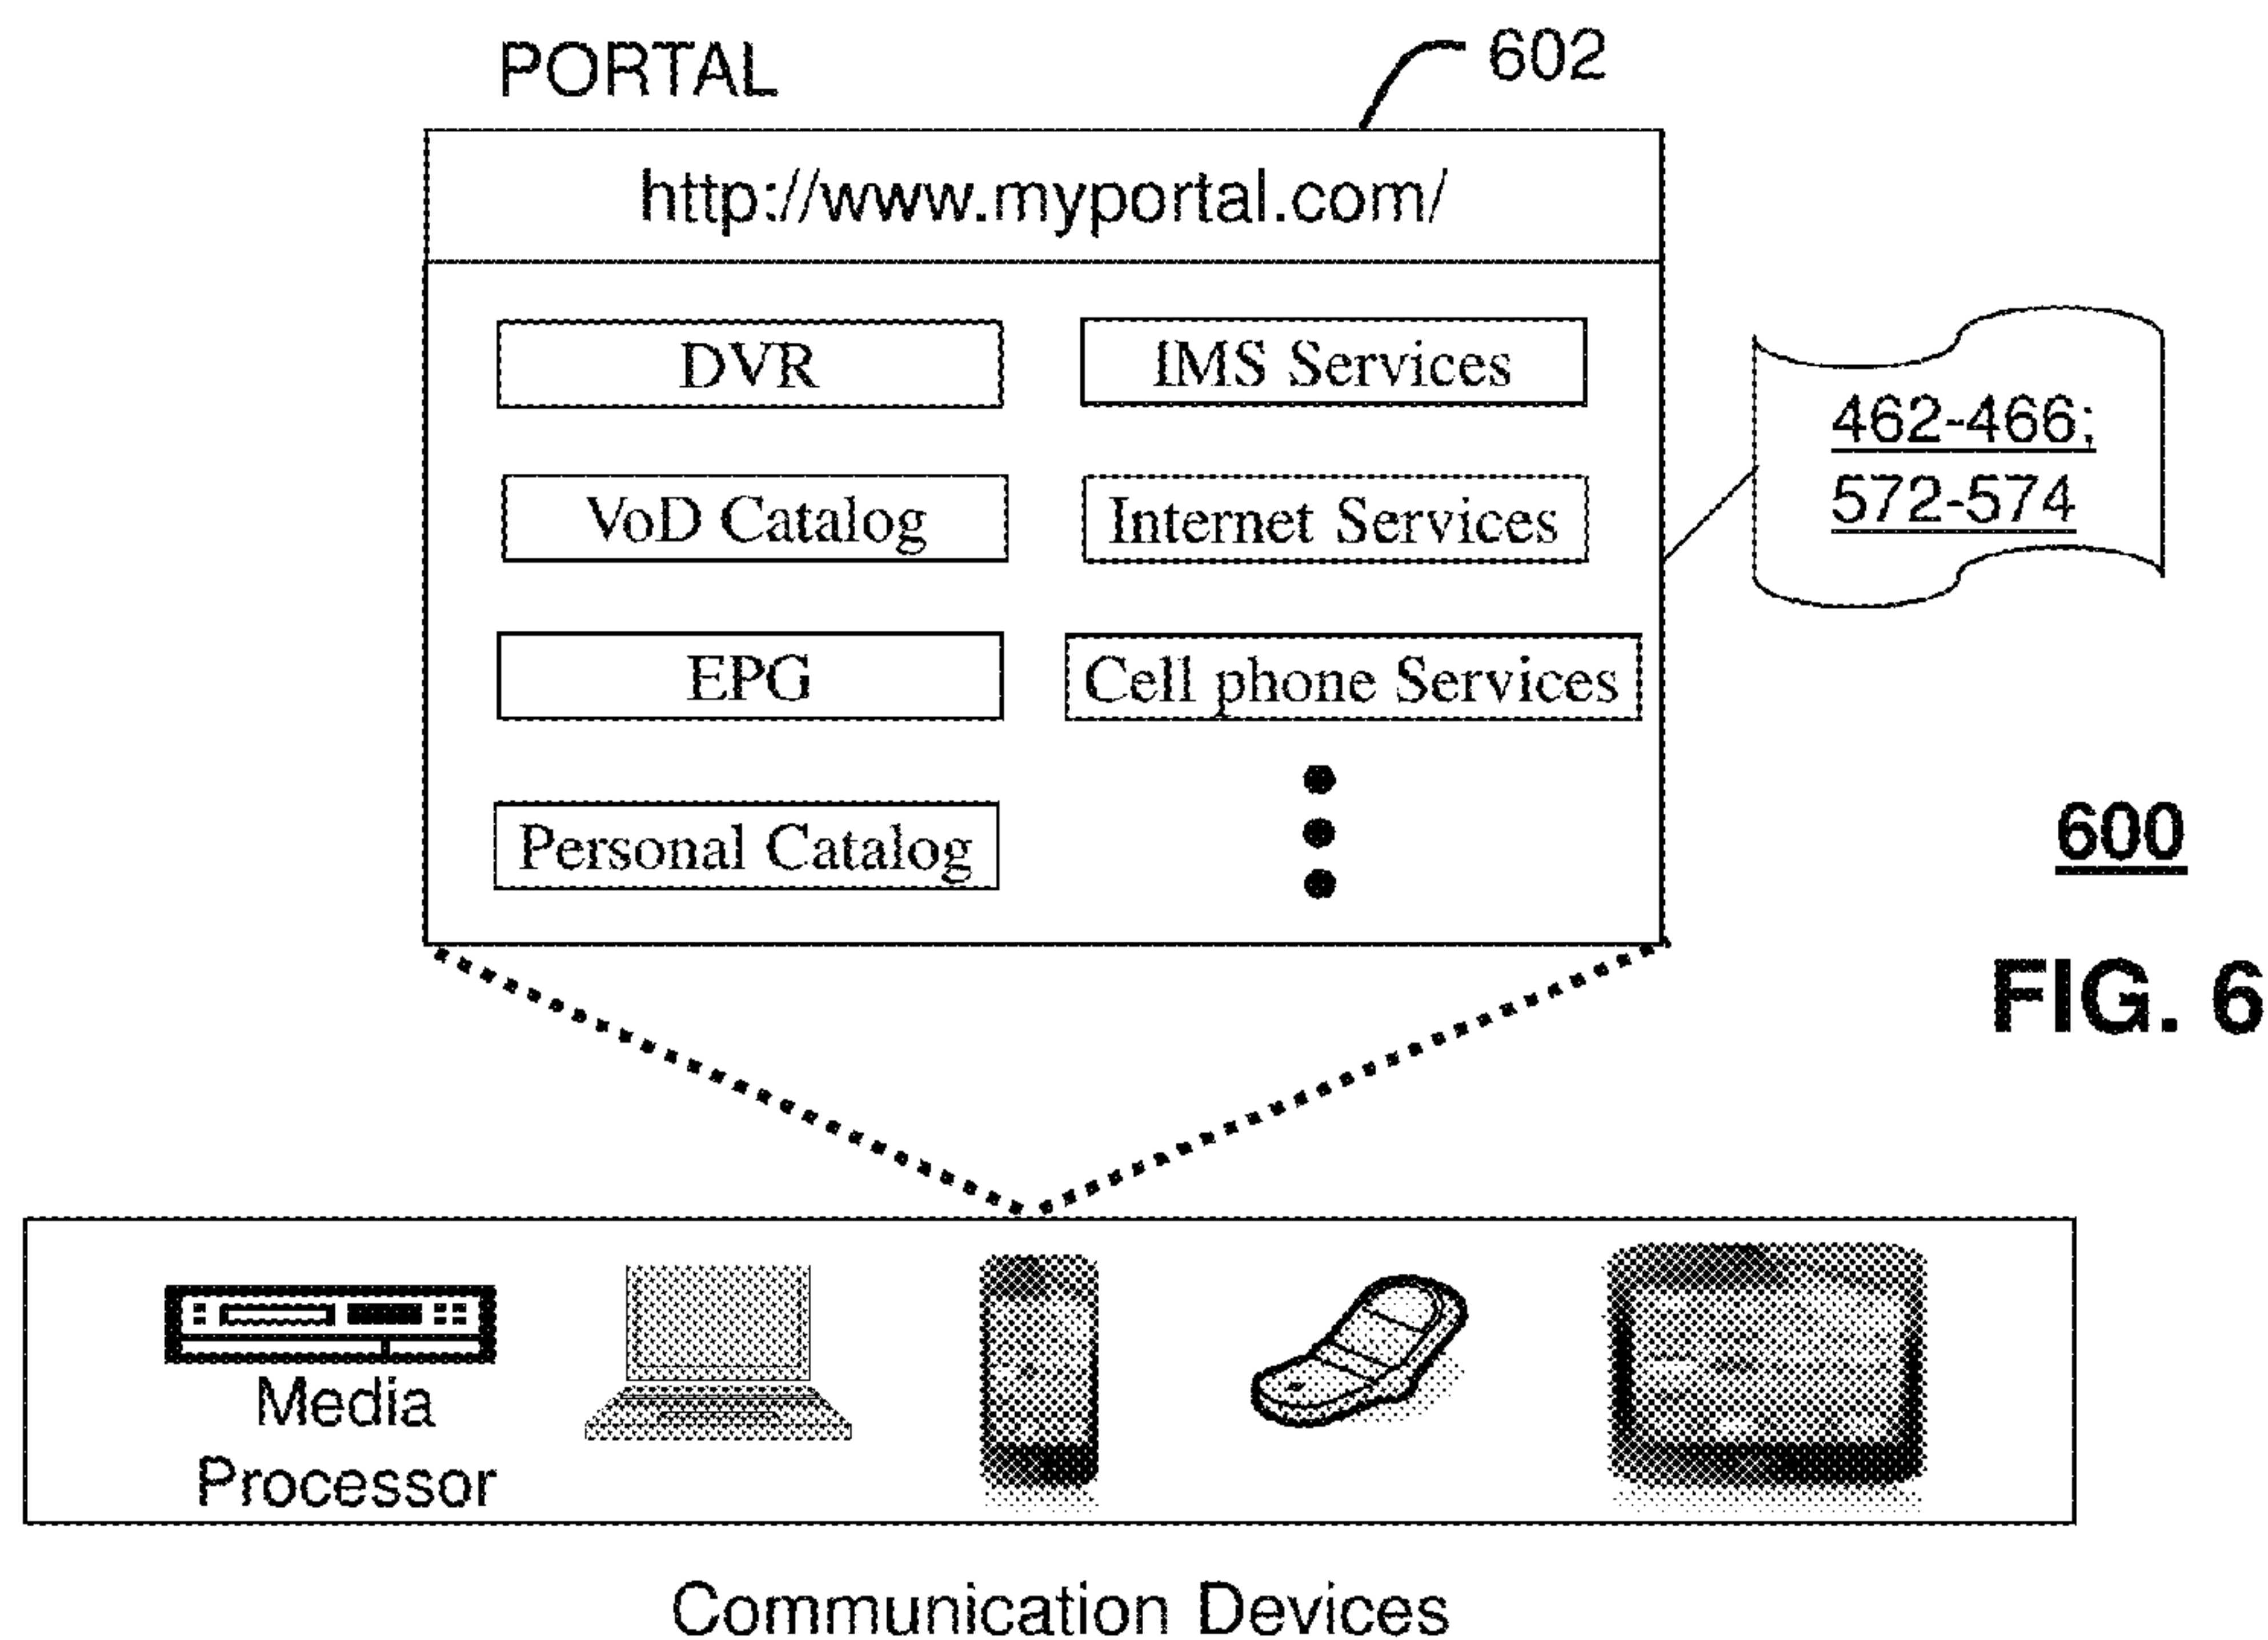 PORTAL
602
http://www.myportal.com/
DVR
IMS Services
VoD Catalog
Internet Services
EPG
Cell phone Services
Personal Catalog
462-466;
572-574
600
FIG. 6
Media
Processor
Communication Devices